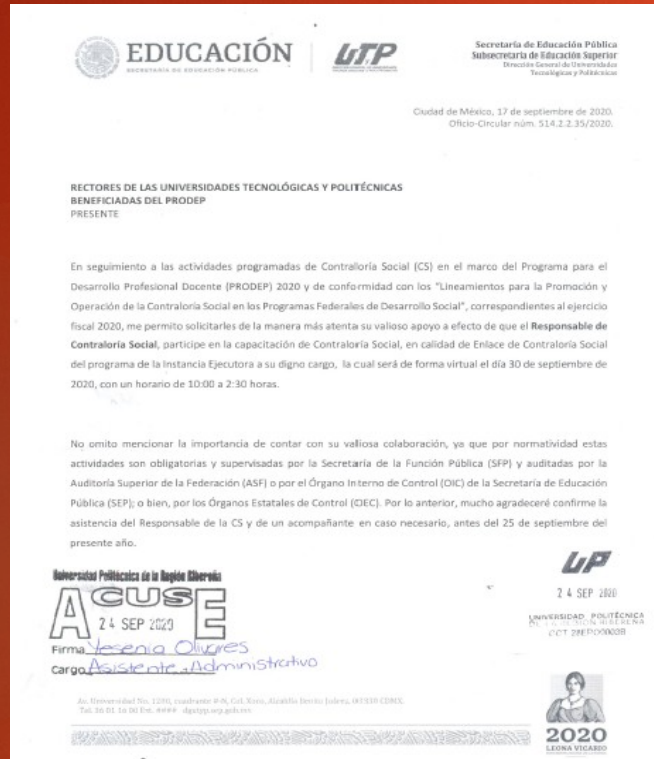 EDUCACIÓN
SECRETARÍA DE EDUCACIÓN PÚBLICA
UTP
Secretaría de Educación Pública
Subsecretaría de Educación Superior
Dirección General de Universidades
Tecnológicas y Politécnicas
Ciudad de México, 17 de septiembre de 2020.
Oficio-Circular núm. 514.2.2.35/2020.
RECTORES DE LAS UNIVERSIDADES TECNOLÓGICAS Y POLITÉCNICAS
BENEFICIADAS DEL PRODEP
PRESENTE
En seguimiento a las actividades programadas de Contraloría Social (CS) en el marco del Programa para el
Desarrollo Profesional Docente (PRODEP) 2020 y de conformidad con los "Lineamientos para la Promoción y
Operación de la Contraloría Social en los Programas Federales de Desarrollo Social", correspondientes al ejercicio
fiscal 2020, me permito solicitarles de la manera más atenta su valioso apoyo a efecto de que el Responsable de
Contraloría Social, participe en la capacitación de Contraloría Social, en calidad de Enlace de Contraloría Social
del programa de la Instancia Ejecutora a su digno cargo, la cual será de forma virtual el día 30 de septiembre de
2020, con un horario de 10:00 a 2:30 horas.
No omito mencionar la importancia de contar con su valiosa colaboración, ya que por normatividad estas
actividades son obligatorias y supervisadas por la Secretaría de la Función Pública (SFP) y auditadas por la
Auditoría Superior de la Federación (ASF) o por el Órgano Interno de Control (OIC) de la Secretaría de Educación
Pública (SEP); o bien, por los Órganos Estatales de Control (OEC). Por lo anterior, mucho agradeceré confirme la
asistencia del Responsable de la CS y de un acompañante en caso necesario, antes del 25 de septiembre del
presente año.
Universidad Politécnica de la Región Ribereña
ACUSE
24 SEP 2020
Firma Yesenia Olivares
Cargo Asistente Administrativo
UP
24 SEP 2020
UNIVERSIDAD POLITÉCNICA
DE LA REGIÓN RIBEREÑA
CCT
Av. Universidad No. 1200, cuadrante
Tel.
2020
LEONA VICARIO